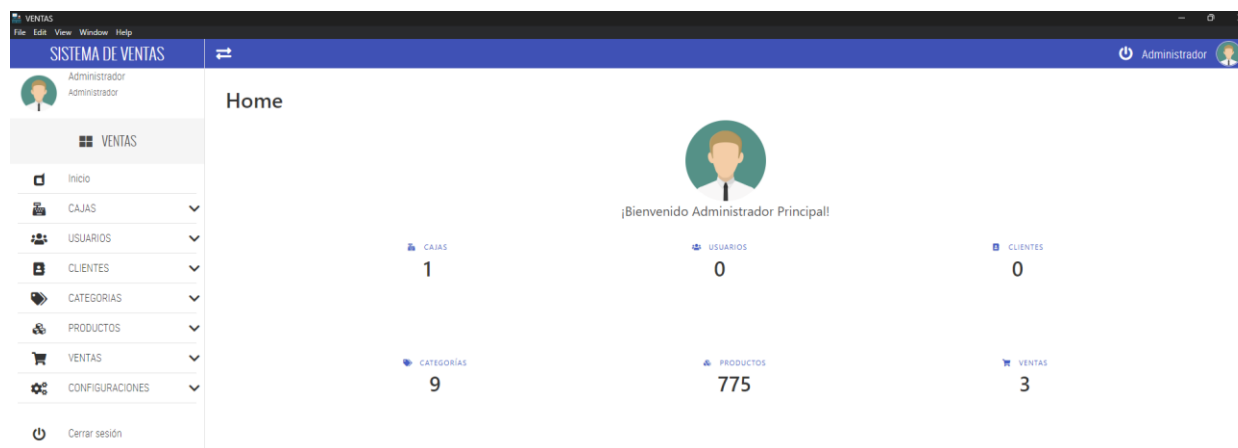 VENTAS
File Edit View Window Help
SISTEMA DE VENTAS
Administrador
Administrador
Administrador
VENTAS
Inicio
CAJAS
USUARIOS
CLIENTES
CATEGORIAS
PRODUCTOS
VENTAS
CONFIGURACIONES
Cerrar sesión
Home
¡Bienvenido Administrador Principal!
CAJAS USUARIOS CLIENTES
1 0 0
CATEGORÍAS PRODUCTOS VENTAS
9 775 3